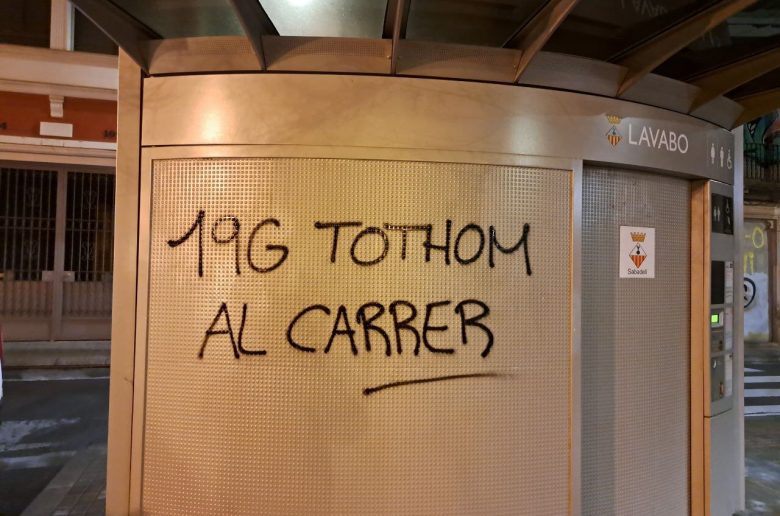 LAVABO
19G TOTHOM
AL CARRER
Sabadell